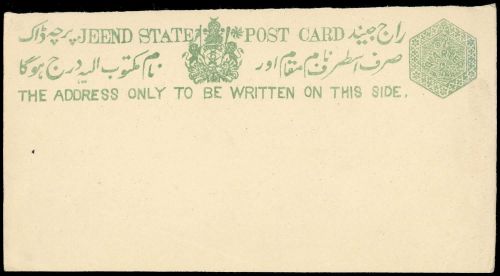 پرچہ ڈاک JEEND STATE POST CARD راج جیند
صرف اسطرف نام مقام اور نام مکتوب الیہ درج ہوگا
THE ADDRESS ONLY TO BE WRITTEN ON THIS SIDE.